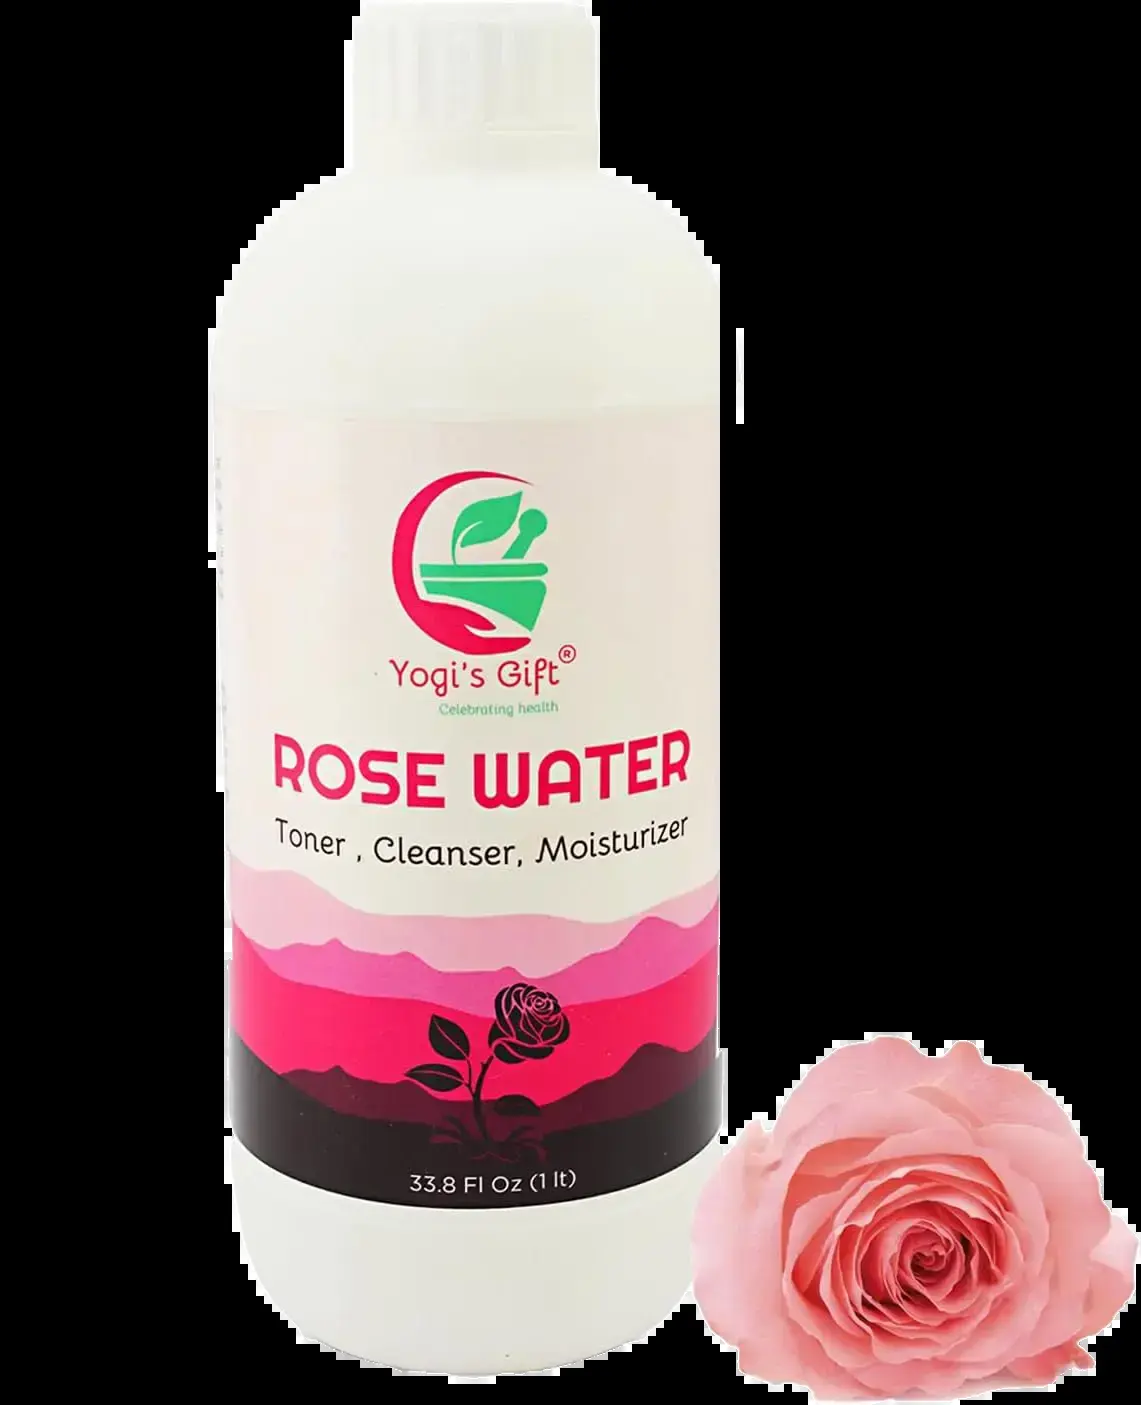 Yogi's Gift®
Celebrating health
ROSE WATER
Toner , Cleanser, Moisturizer
33.8 Fl Oz (1 lt)